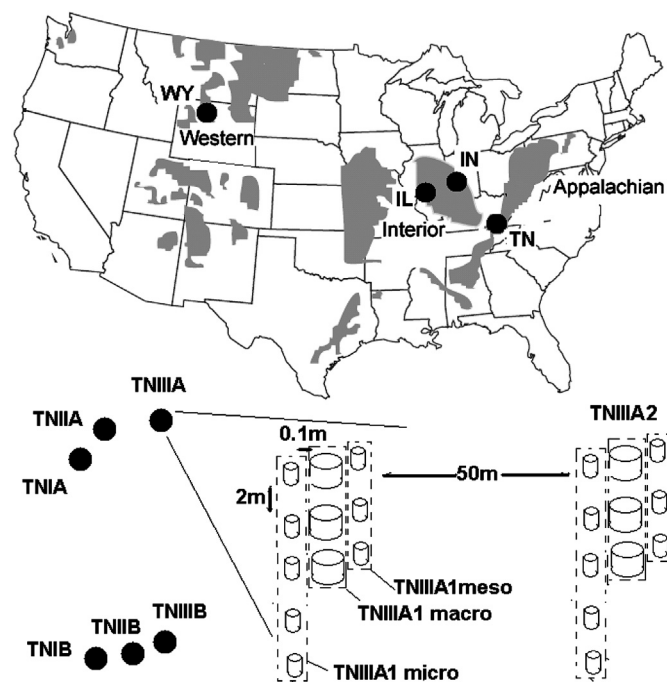 WY
Western
IN
Appalachian
IL
Interior
TN
TNIIIA
TNIIA
TNIA
0.1m
TNIIIA2
2m
50m
TNIIIA1meso
TNIIIA1 macro
TNIIIB
TNIIB
TNIB
TNIIIA1 micro